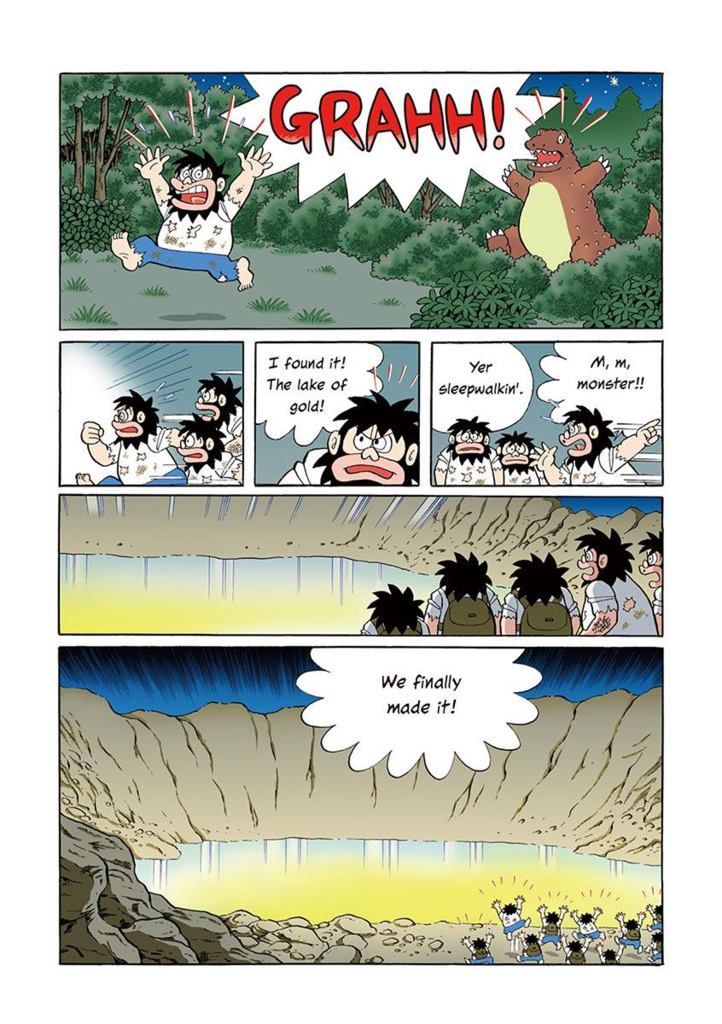 GRAHH!
I found it!
The lake of
gold!
Yer
sleepwalkin'.
M, m,
monster!!
We finally
made it!